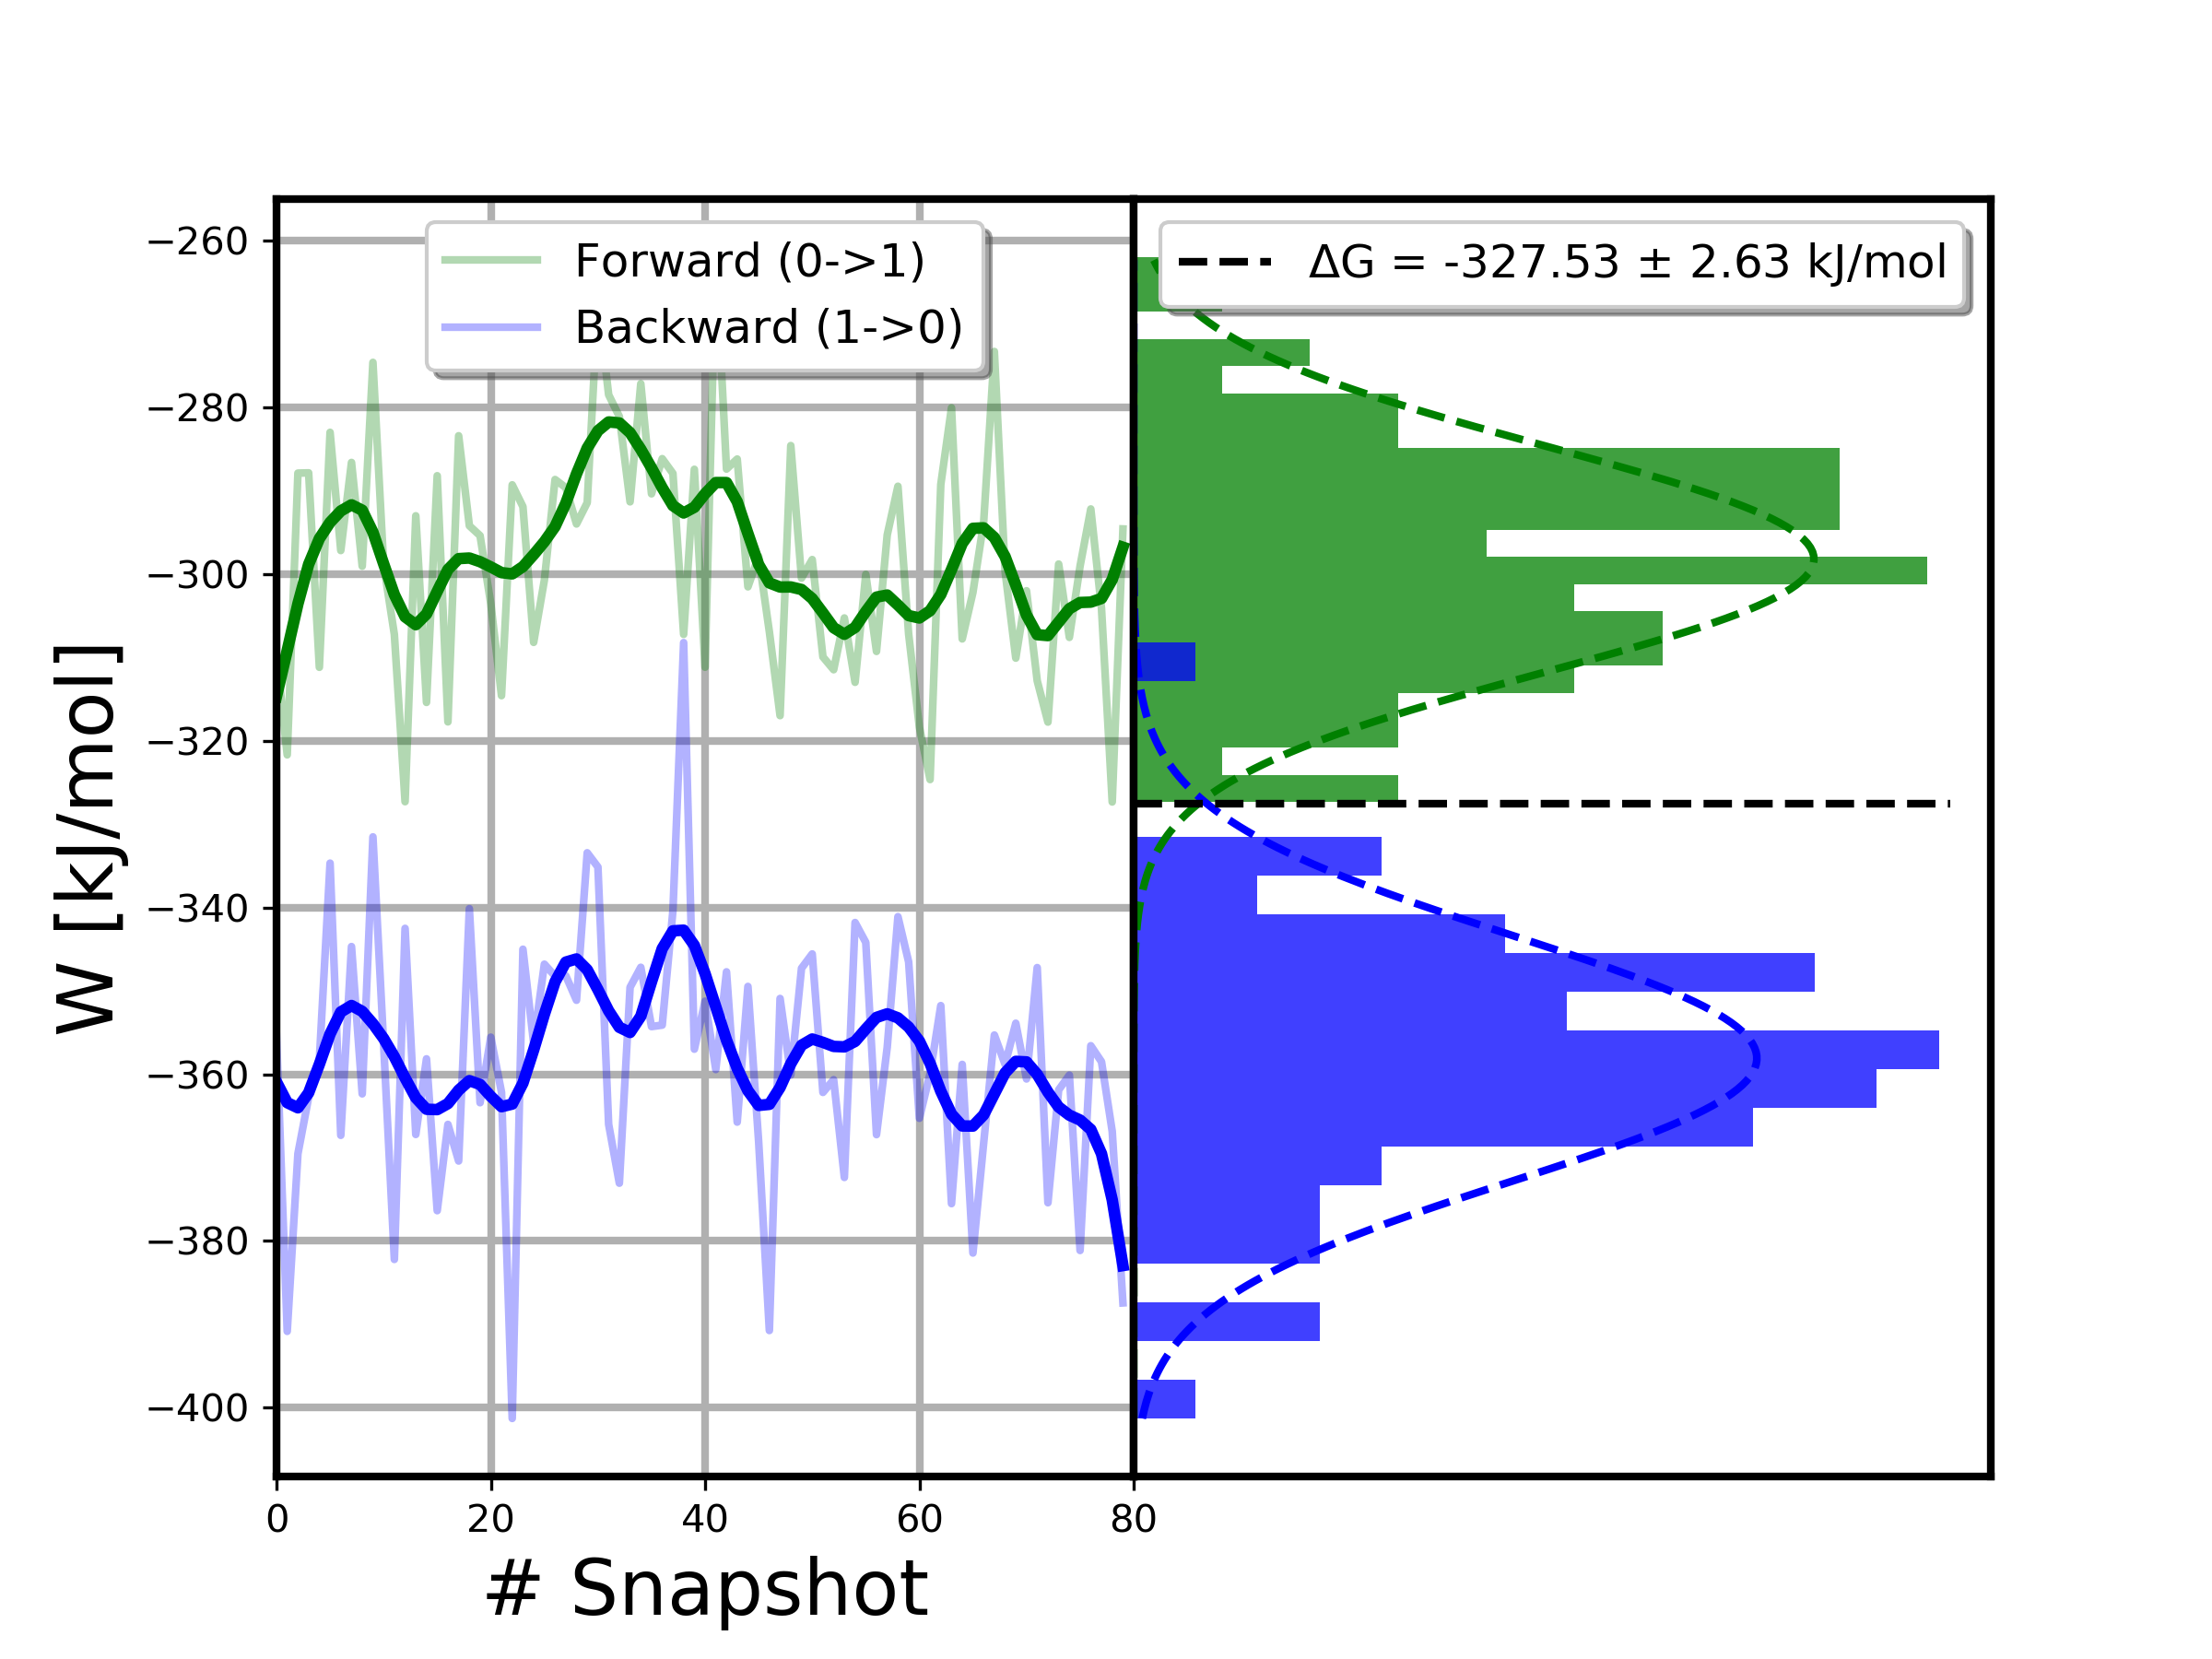 W [kJ/mol]
−260
−280
−300
−320
−340
−360
−380
−400
Forward (0->1)
Backward (1->0)
ΔG = -327.53 ± 2.63 kJ/mol
0 20 40 60 80
# Snapshot